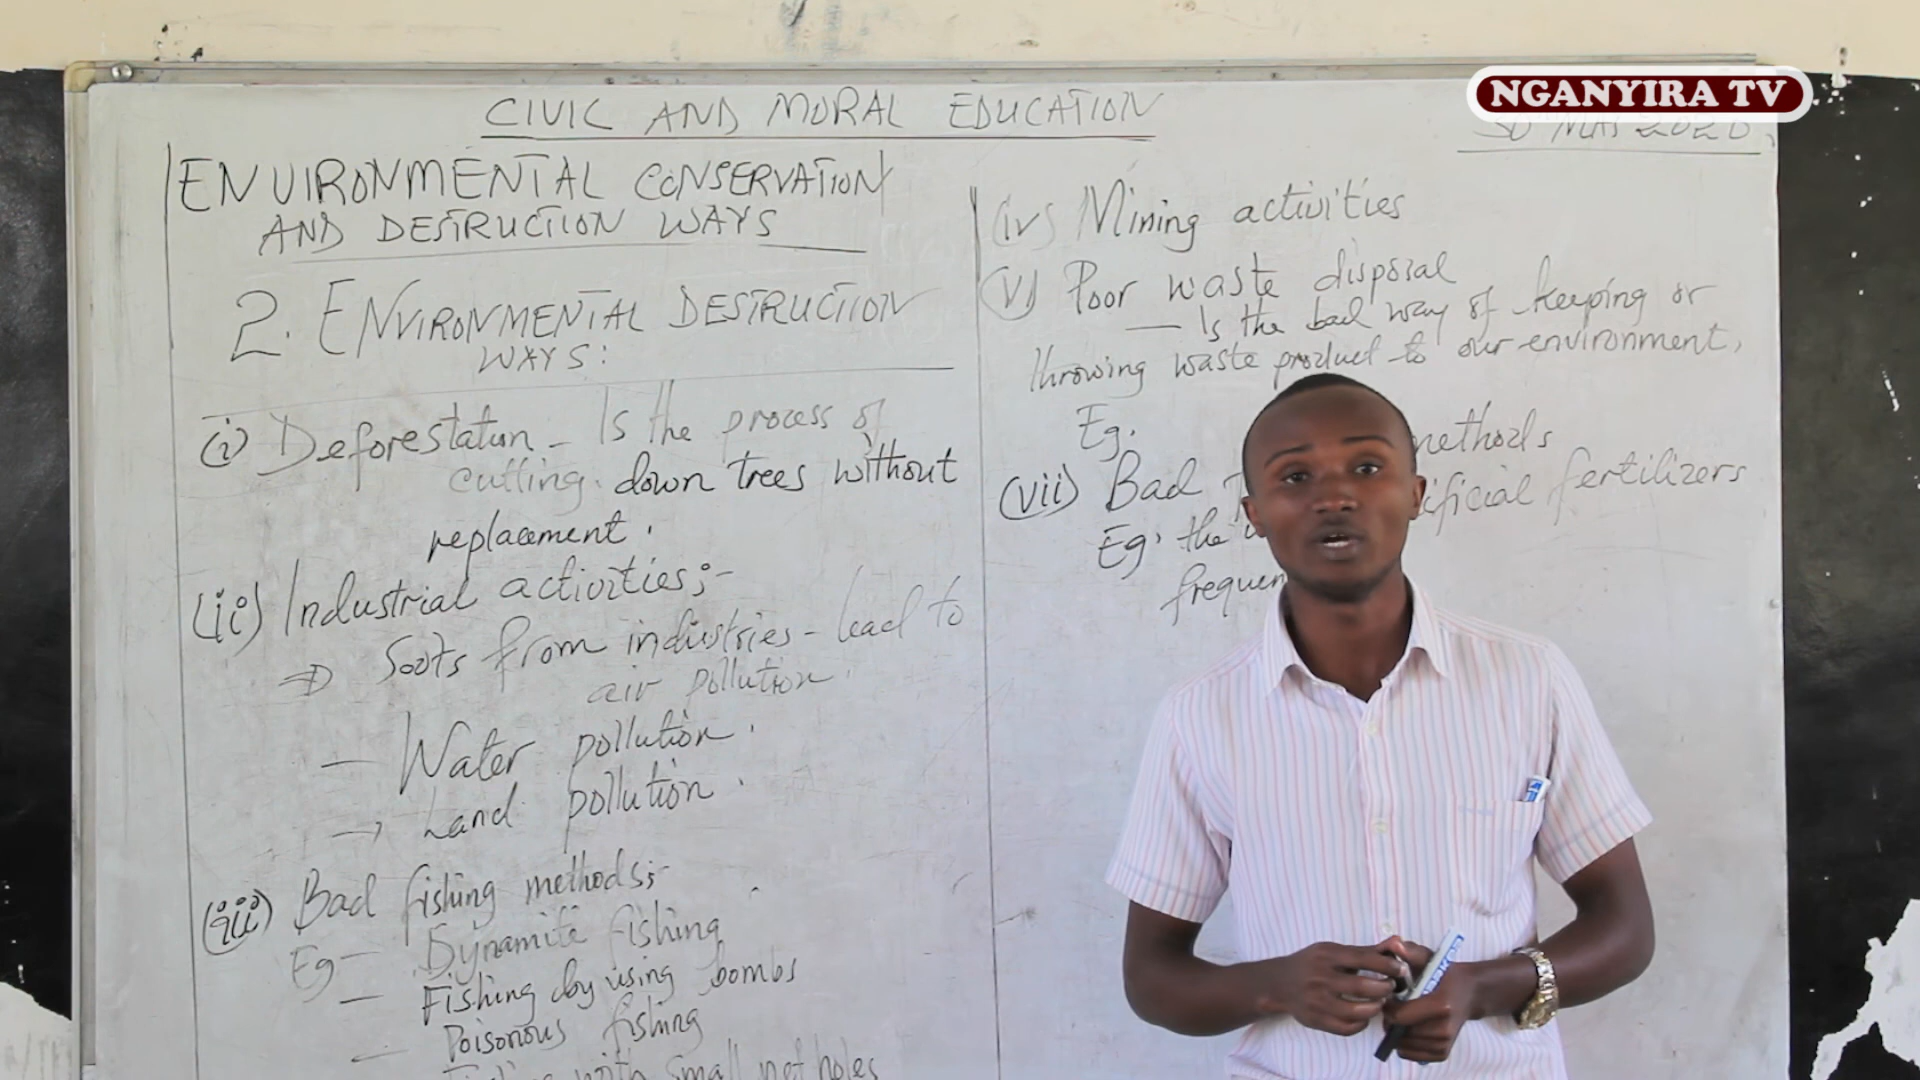 NGANYIRA TV
CIVIC AND MORAL EDUCATION
ENVIRONMENTAL CONSERVATION
AND DESTRUCTION WAYS
2. ENVIRONMENTAL DESTRUCTION
WAYS:
(i) Deforestation - Is the process of
cutting down trees without
replacement.
(ii) Industrial activities;-
⇒ Soots from industries - lead to
air pollution.
— Water pollution.
→ Land pollution.
(iii) Bad fishing methods;-
Eg — Dynamite fishing
— Fishing by using bombs
— Poisonous fishing
with small net holes
(iv) Mining activities
(v) Poor waste disposal
— Is the bad way of keeping or
throwing waste product to our environment,
Eg.
(vii) Bad methods
Eg. the fertilizers